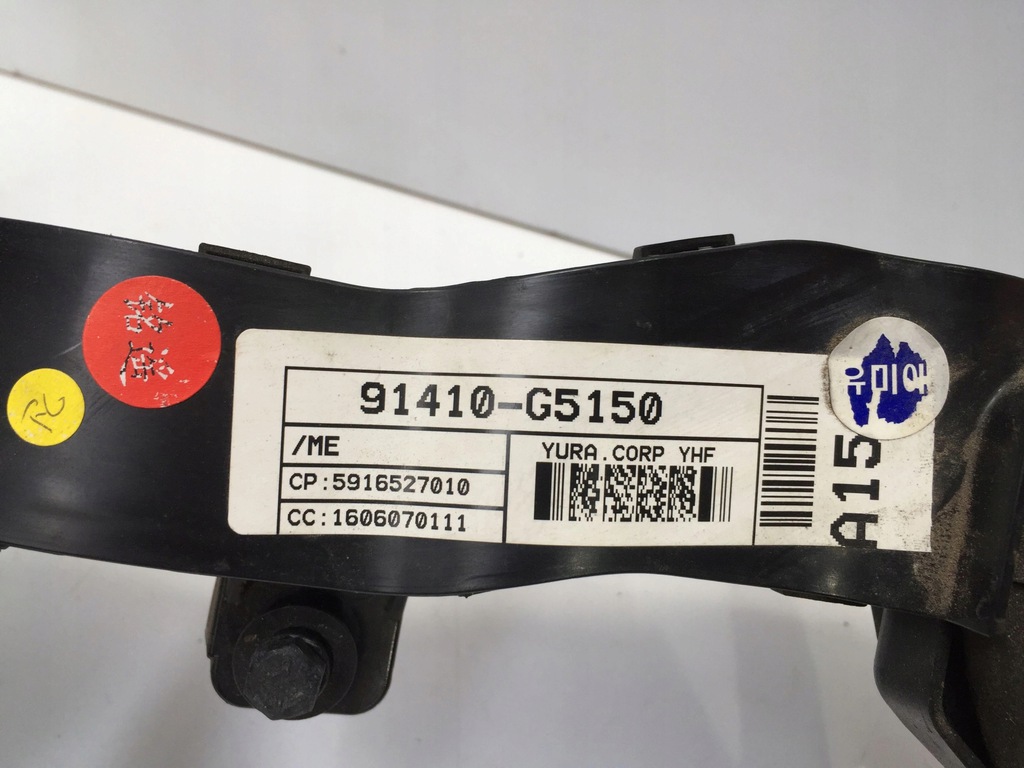 91410-G5150
/ME
YURA.CORP YHF
CP:5916527010
CC:1606070111
A15